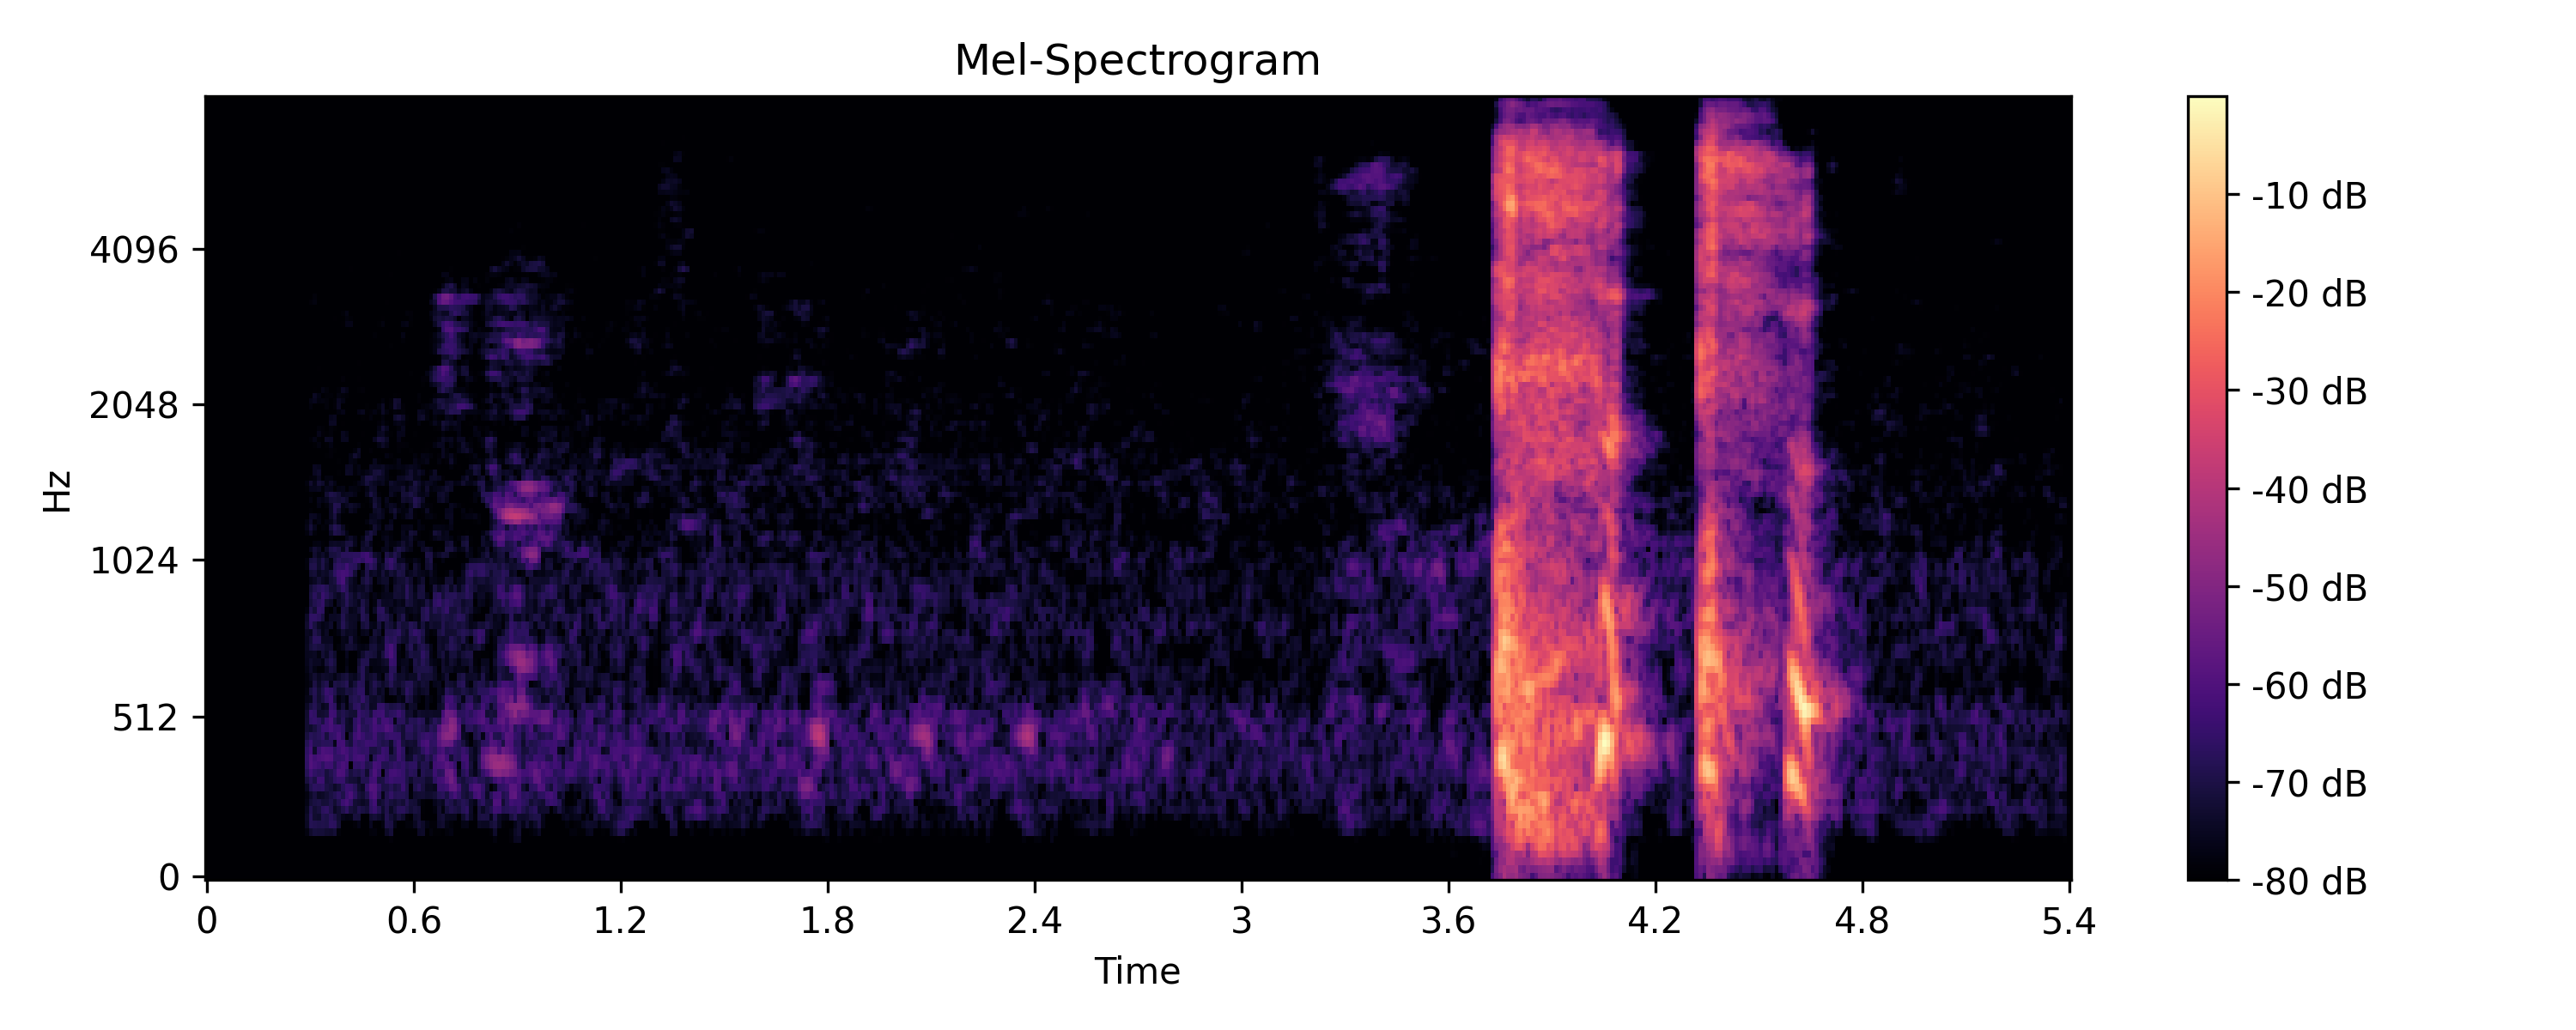 Mel-Spectrogram
Hz
4096
2048
1024
512
0
0 0.6 1.2 1.8 2.4 3 3.6 4.2 4.8 5.4
Time
-10 dB
-20 dB
-30 dB
-40 dB
-50 dB
-60 dB
-70 dB
-80 dB